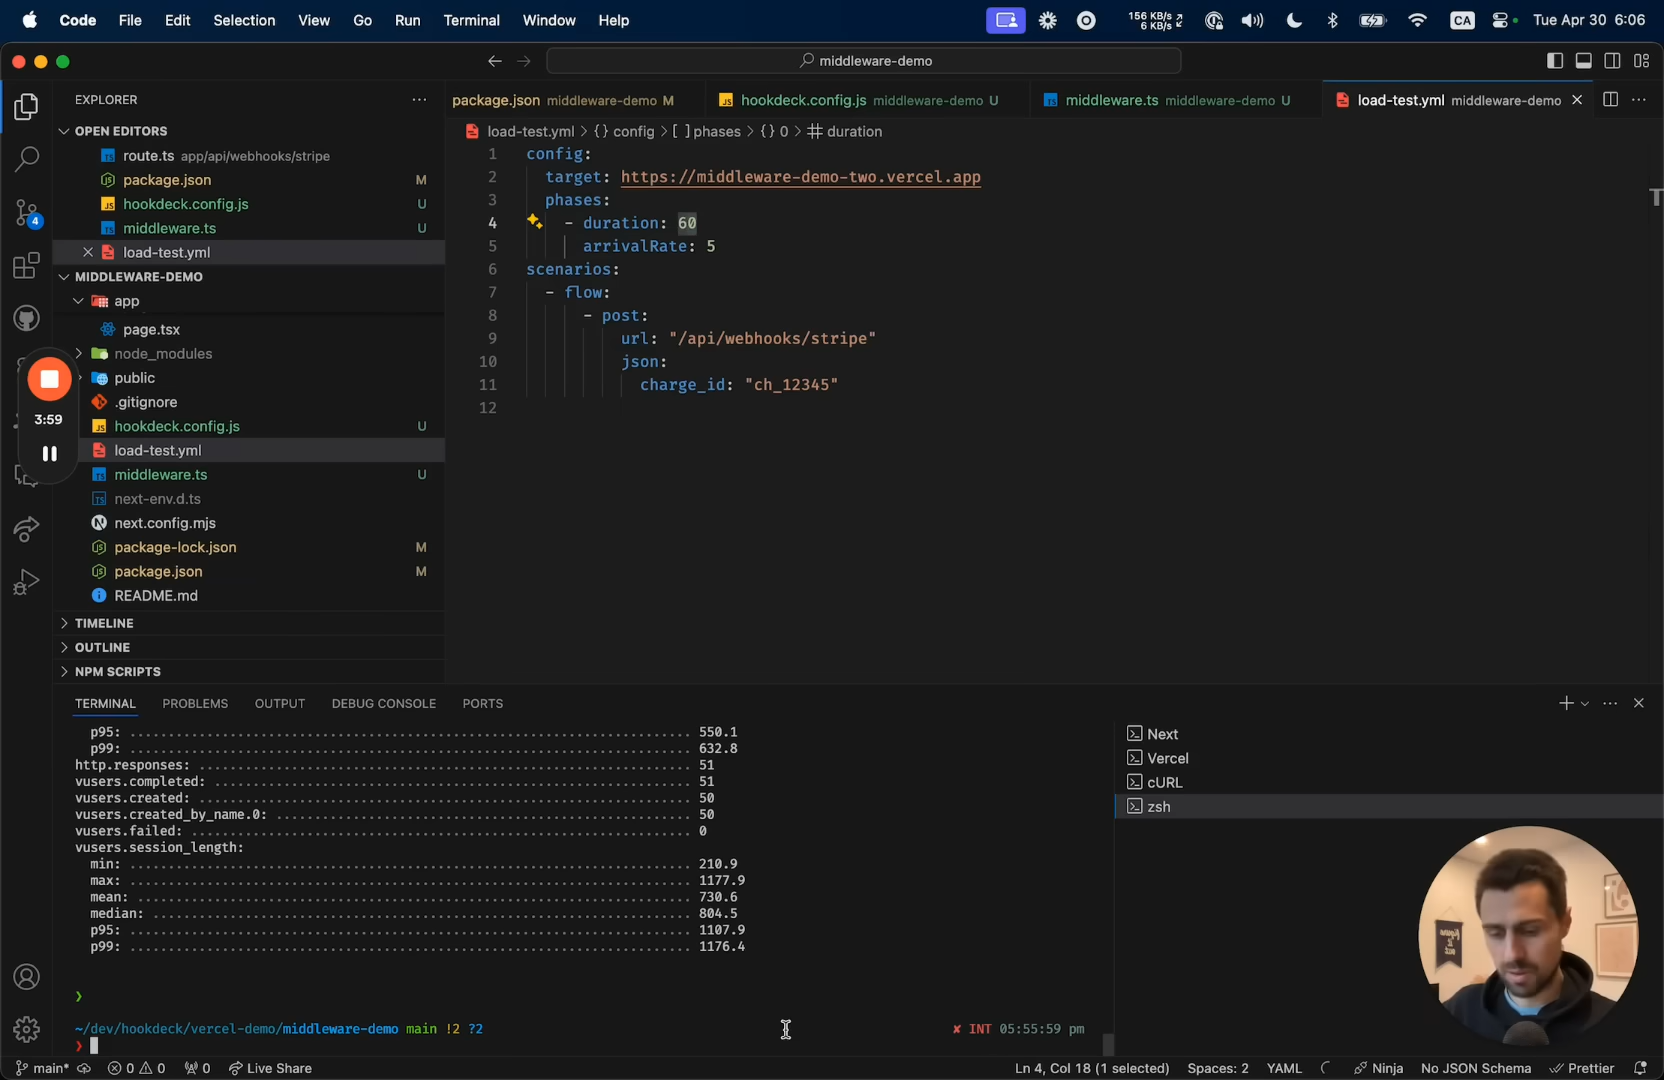 Code File Edit Selection View Go Run Terminal Window Help 156 KB/s 6 KB/s CA Tue Apr 30 6:06
middleware-demo
EXPLORER
OPEN EDITORS
route.ts app/api/webhooks/stripe
package.json M
hookdeck.config.js U
middleware.ts U
load-test.yml
MIDDLEWARE-DEMO
app
page.tsx
node_modules
public
.gitignore
hookdeck.config.js U
load-test.yml
middleware.ts U
next-env.d.ts
next.config.mjs
package-lock.json M
package.json M
README.md
TIMELINE
OUTLINE
NPM SCRIPTS
4
3:59
package.json middleware-demo M hookdeck.config.js middleware-demo U middleware.ts middleware-demo U load-test.yml middleware-demo
load-test.yml > {} config > [ ] phases > {} 0 > # duration
1 config:
2 target: https://middleware-demo-two.vercel.app
3 phases:
4 - duration: 60
5 arrivalRate: 5
6 scenarios:
7 - flow:
8 - post:
9 url: "/api/webhooks/stripe"
10 json:
11 charge_id: "ch_12345"
12
TERMINAL PROBLEMS OUTPUT DEBUG CONSOLE PORTS
p95: ..... 550.1
p99: ..... 632.8
http.responses: ..... 51
vusers.completed: ..... 51
vusers.created: ..... 50
vusers.created_by_name.0: ..... 50
vusers.failed: ..... 0
vusers.session_length:
min: ..... 210.9
max: ..... 1177.9
mean: ..... 730.6
median: ..... 804.5
p95: ..... 1107.9
p99: ..... 1176.4
❯
~/dev/hookdeck/vercel-demo/middleware-demo main !2 ?2 ✘ INT 05:55:59 pm
❯
Next
Vercel
cURL
zsh
main* 0 0 0 Live Share Ln 4, Col 18 (1 selected) Spaces: 2 YAML Ninja No JSON Schema Prettier